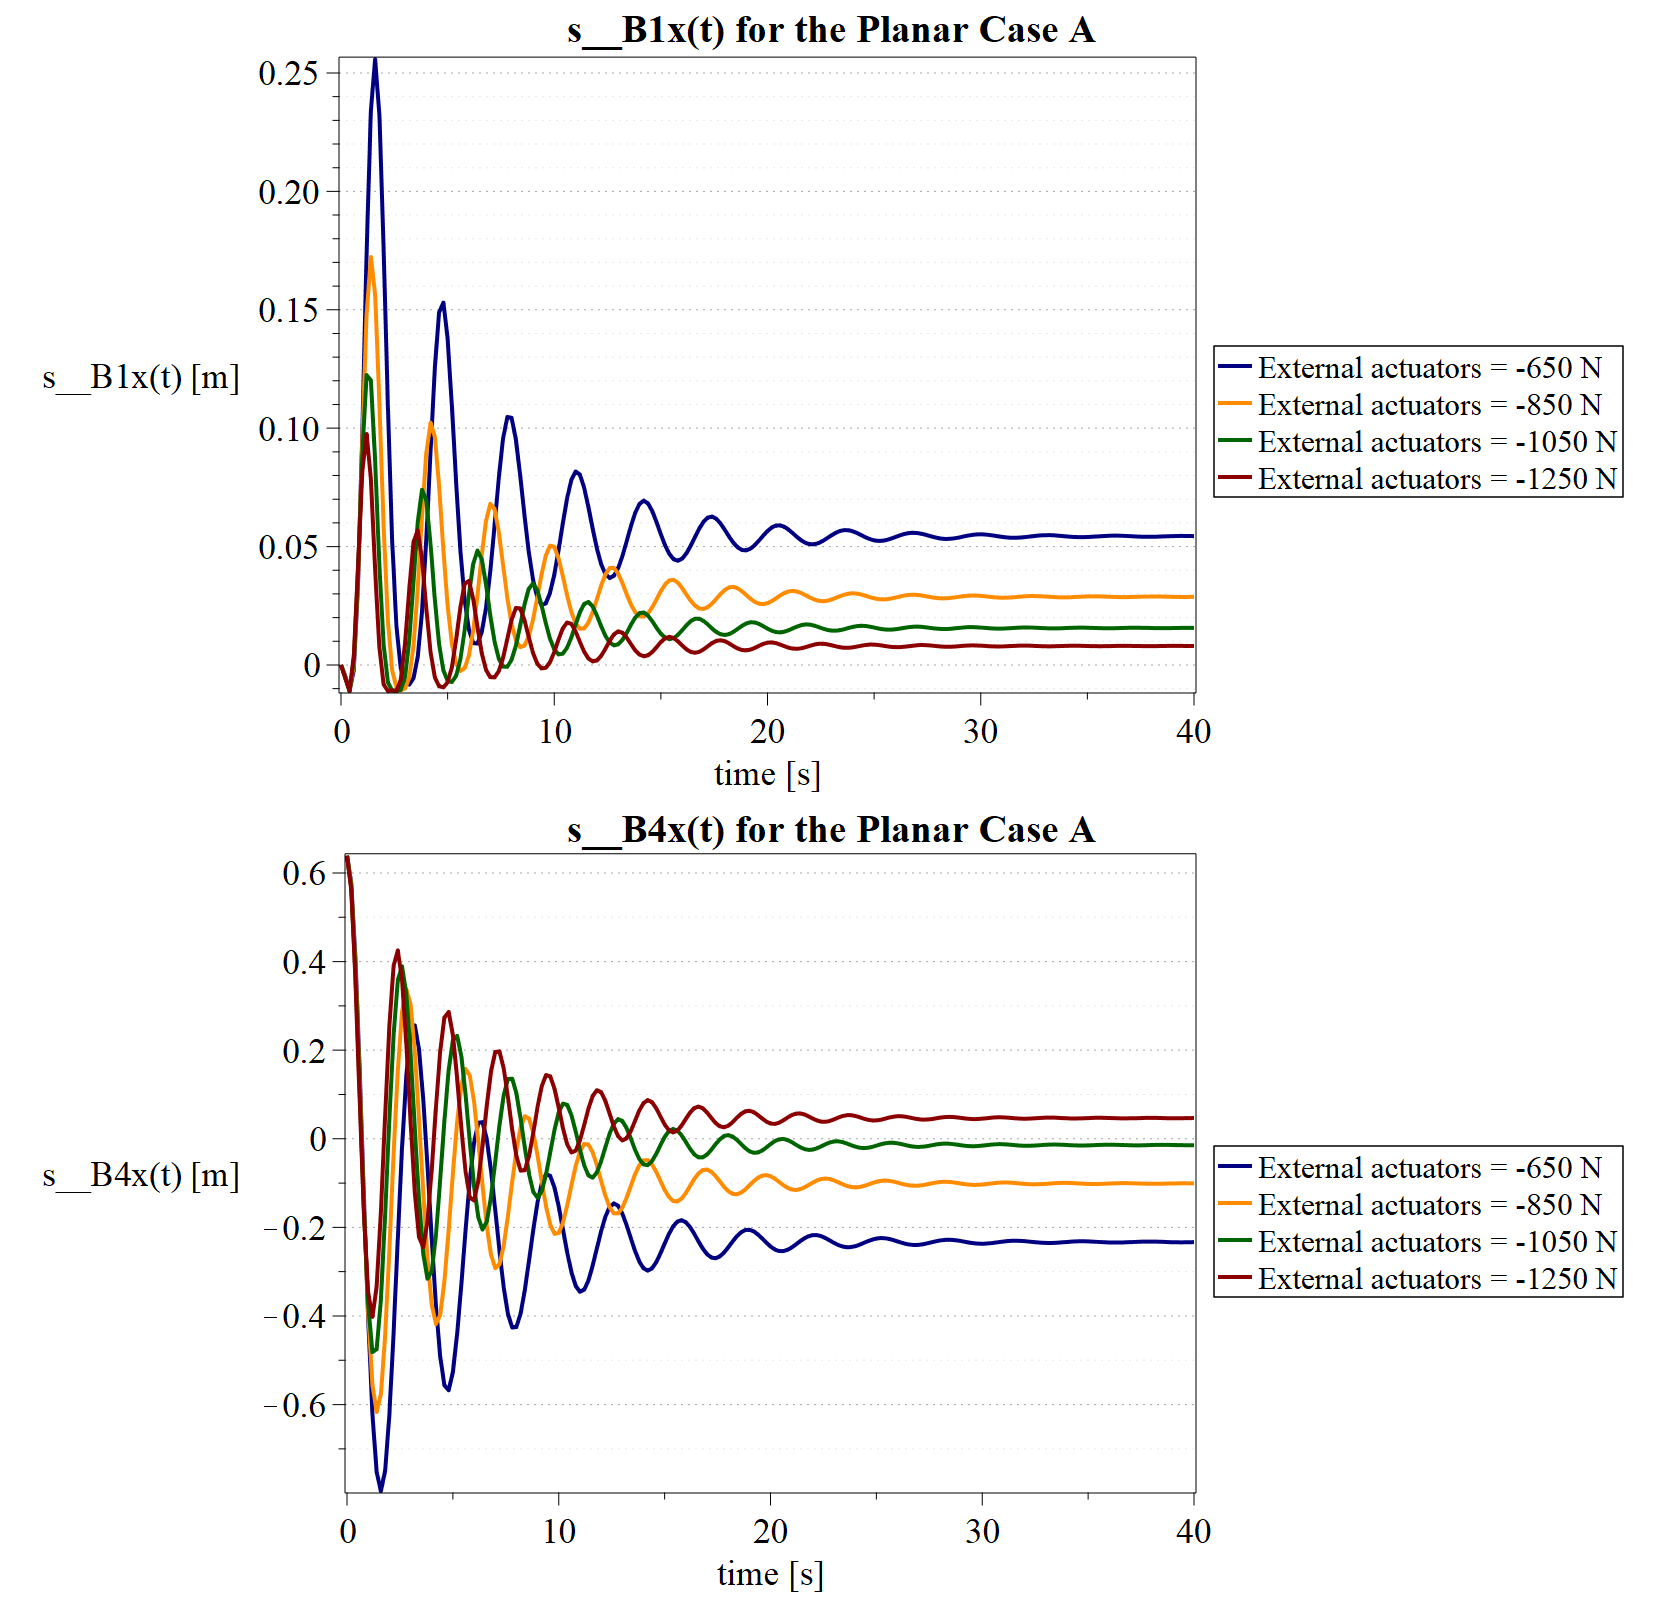 s__B1x(t) for the Planar Case A
0.25
0.20
0.15
0.10
0.05
0
s__B1x(t) [m]
0 10 20 30 40
time [s]
External actuators = -650 N
External actuators = -850 N
External actuators = -1050 N
External actuators = -1250 N
s__B4x(t) for the Planar Case A
0.6
0.4
0.2
0
−0.2
−0.4
−0.6
s__B4x(t) [m]
0 10 20 30 40
time [s]
External actuators = -650 N
External actuators = -850 N
External actuators = -1050 N
External actuators = -1250 N